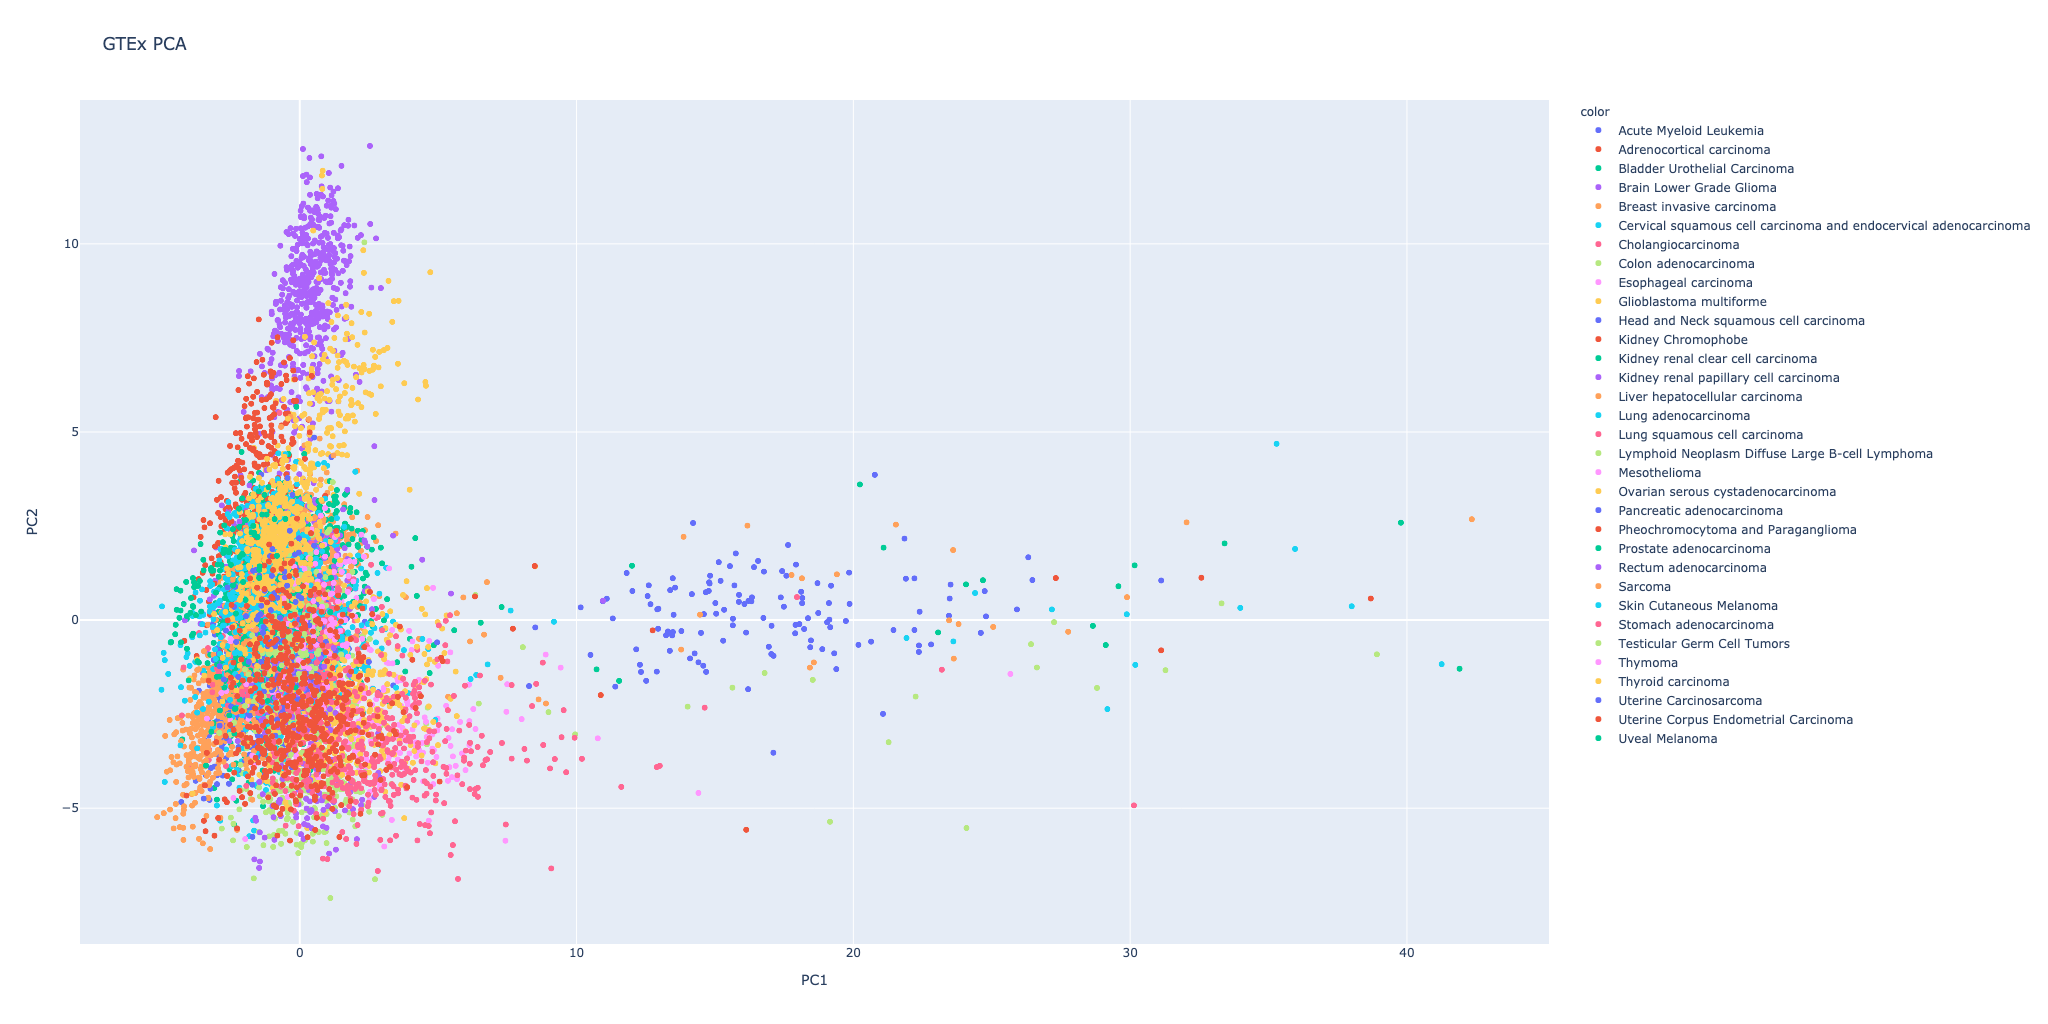 GTEx PCA
color
Acute Myeloid Leukemia
Adrenocortical carcinoma
Bladder Urothelial Carcinoma
Brain Lower Grade Glioma
Breast invasive carcinoma
Cervical squamous cell carcinoma and endocervical adenocarcinoma
Cholangiocarcinoma
Colon adenocarcinoma
Esophageal carcinoma
Glioblastoma multiforme
Head and Neck squamous cell carcinoma
Kidney Chromophobe
Kidney renal clear cell carcinoma
Kidney renal papillary cell carcinoma
Liver hepatocellular carcinoma
Lung adenocarcinoma
Lung squamous cell carcinoma
Lymphoid Neoplasm Diffuse Large B-cell Lymphoma
Mesothelioma
Ovarian serous cystadenocarcinoma
Pancreatic adenocarcinoma
Pheochromocytoma and Paraganglioma
Prostate adenocarcinoma
Rectum adenocarcinoma
Sarcoma
Skin Cutaneous Melanoma
Stomach adenocarcinoma
Testicular Germ Cell Tumors
Thymoma
Thyroid carcinoma
Uterine Carcinosarcoma
Uterine Corpus Endometrial Carcinoma
Uveal Melanoma
PC2
10
5
0
−5
0
10
20
30
40
PC1